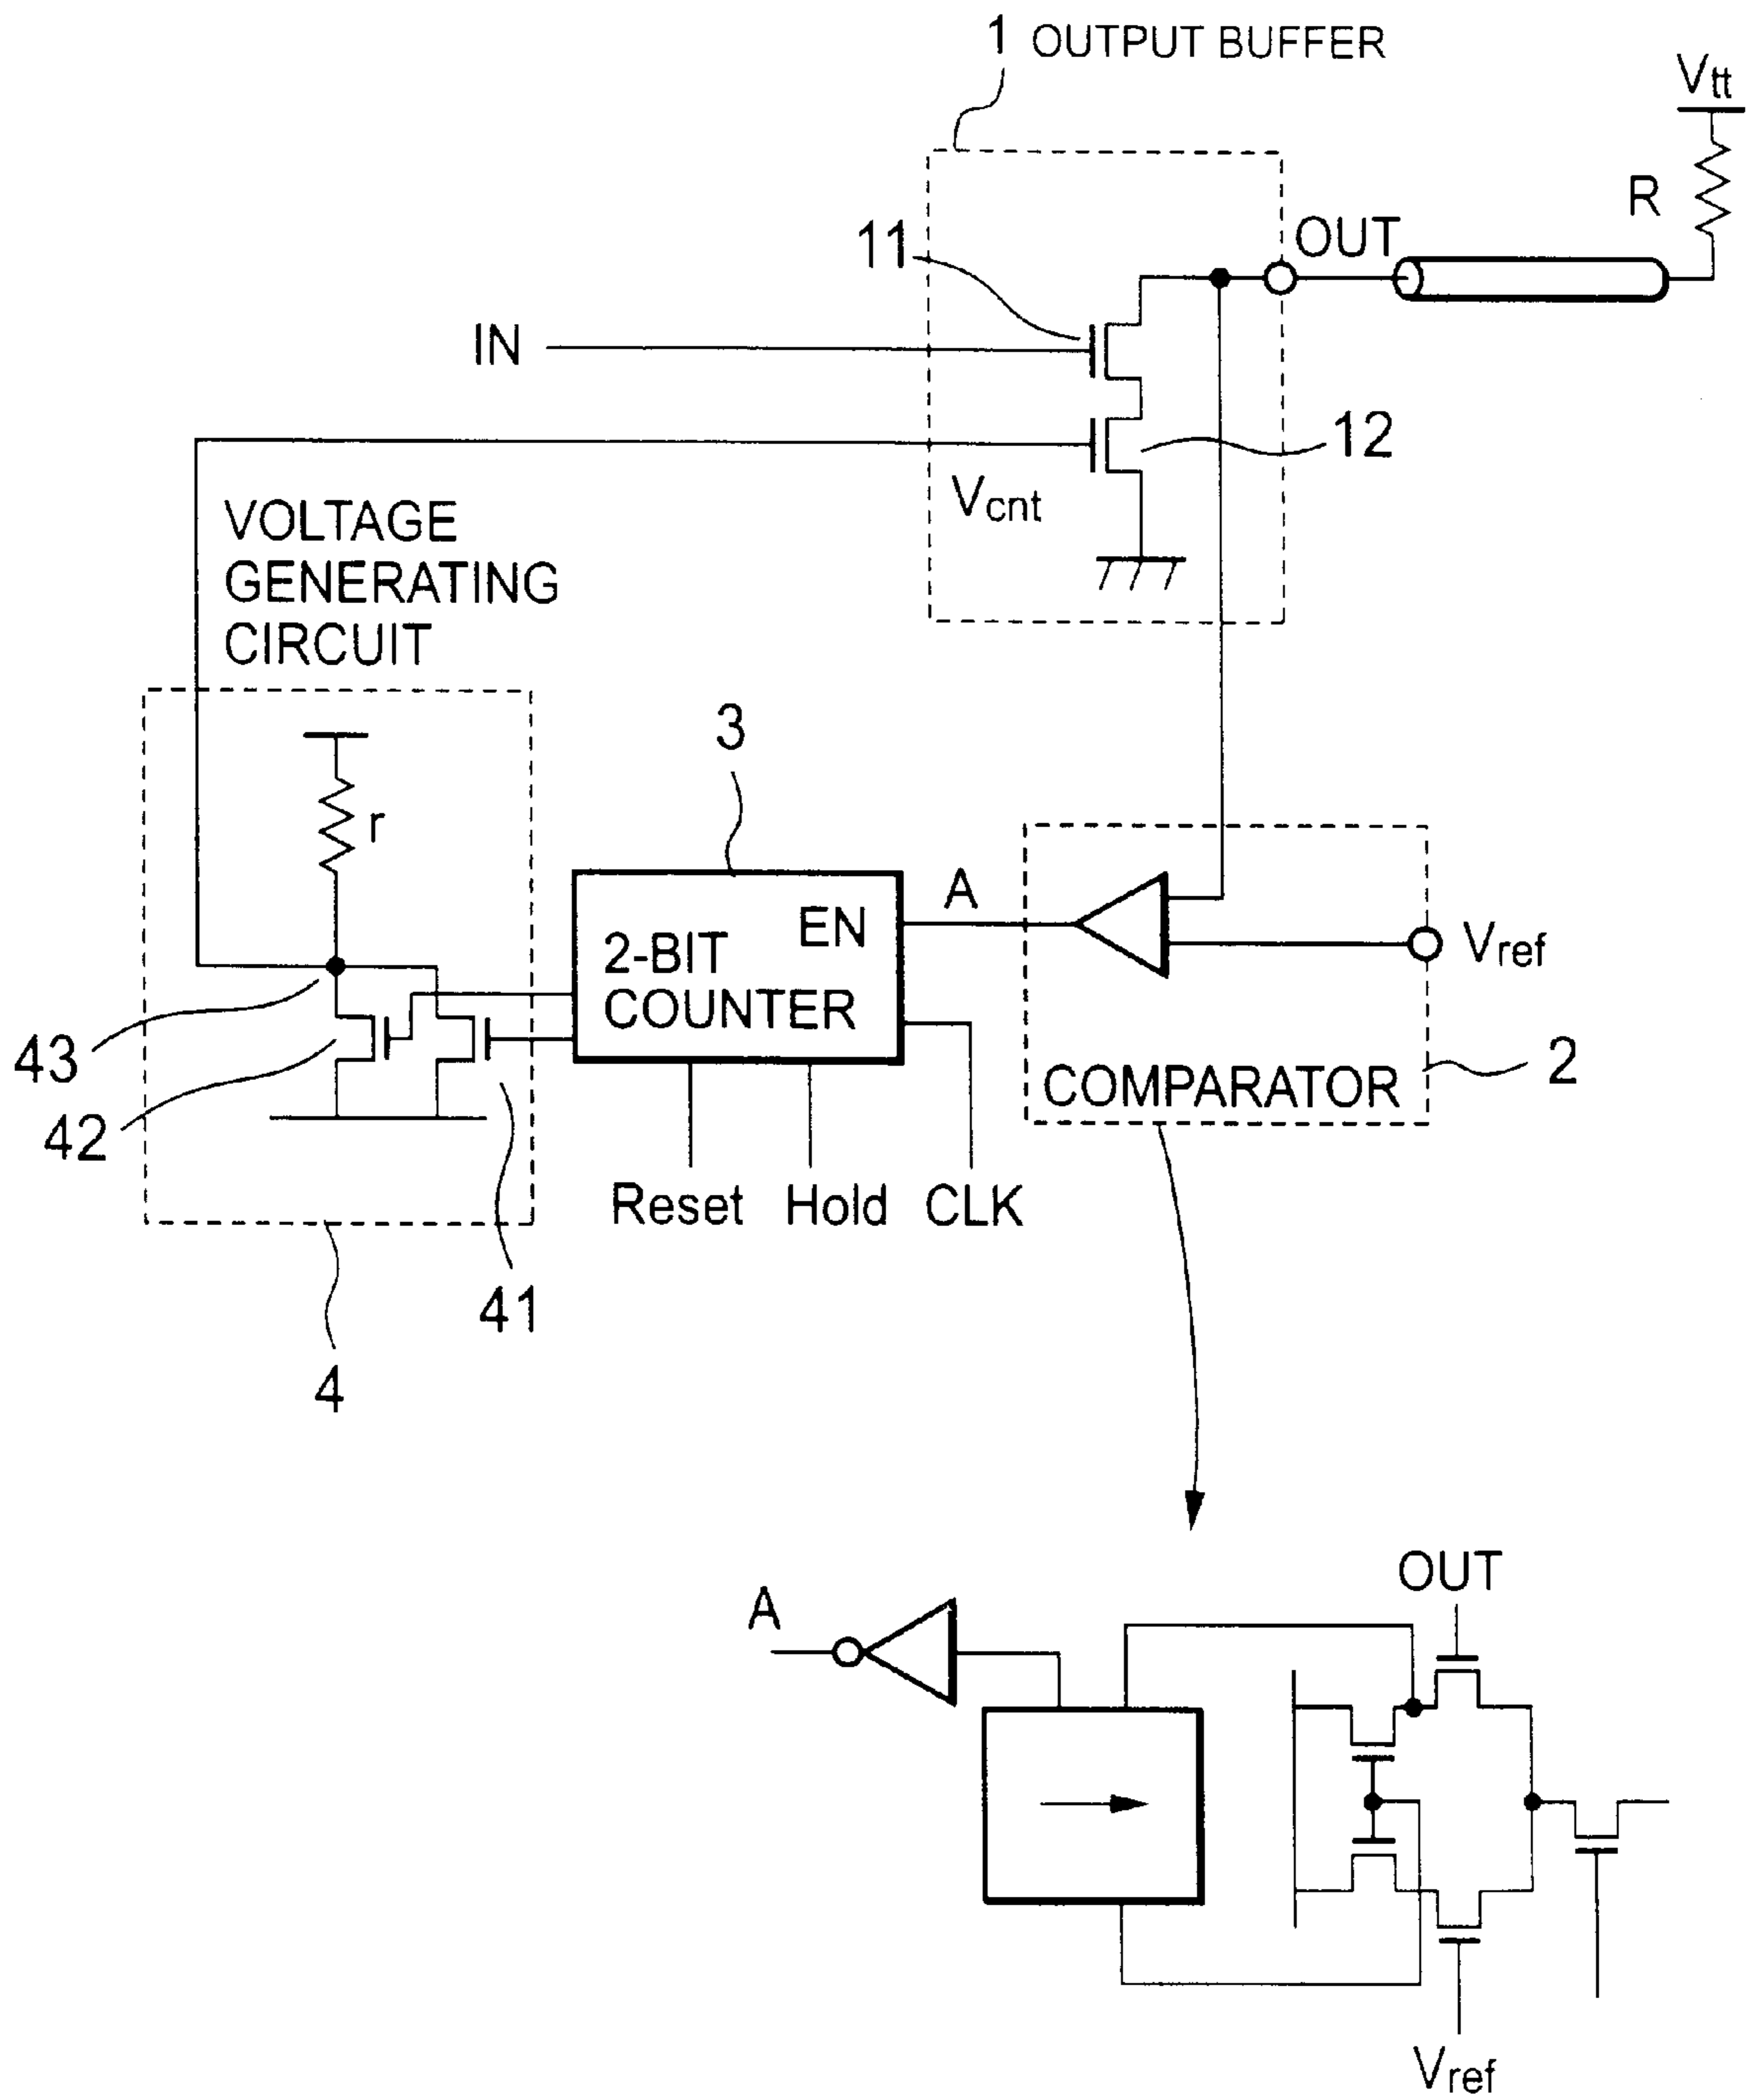 1 OUTPUT BUFFER
Vtt
R
11
OUT
IN
12
Vcnt
VOLTAGE
GENERATING
CIRCUIT
3
r
A
EN
2-BIT
COUNTER
Vref
43
42
COMPARATOR
2
Reset
Hold
CLK
41
4
OUT
A
Vref